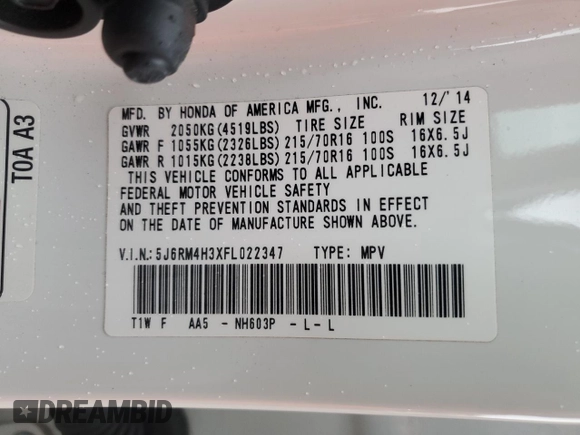 MFD. BY HONDA OF AMERICA MFG., INC. 12/'14
GVWR 2050KG(4519LBS) TIRE SIZE RIM SIZE
GAWR F 1055KG(2326LBS) 215/70R16 100S 16X6.5J
GAWR R 1015KG(2238LBS) 215/70R16 100S 16X6.5J
THIS VEHICLE CONFORMS TO ALL APPLICABLE
FEDERAL MOTOR VEHICLE SAFETY
AND THEFT PREVENTION STANDARDS IN EFFECT
ON THE DATE OF MANUFACTURE SHOWN ABOVE.
V.I.N.: 5J6RM4H3XFL022347 TYPE: MPV
T1W F AA5 - NH603P - L - L
T0A A3
DREAMBID